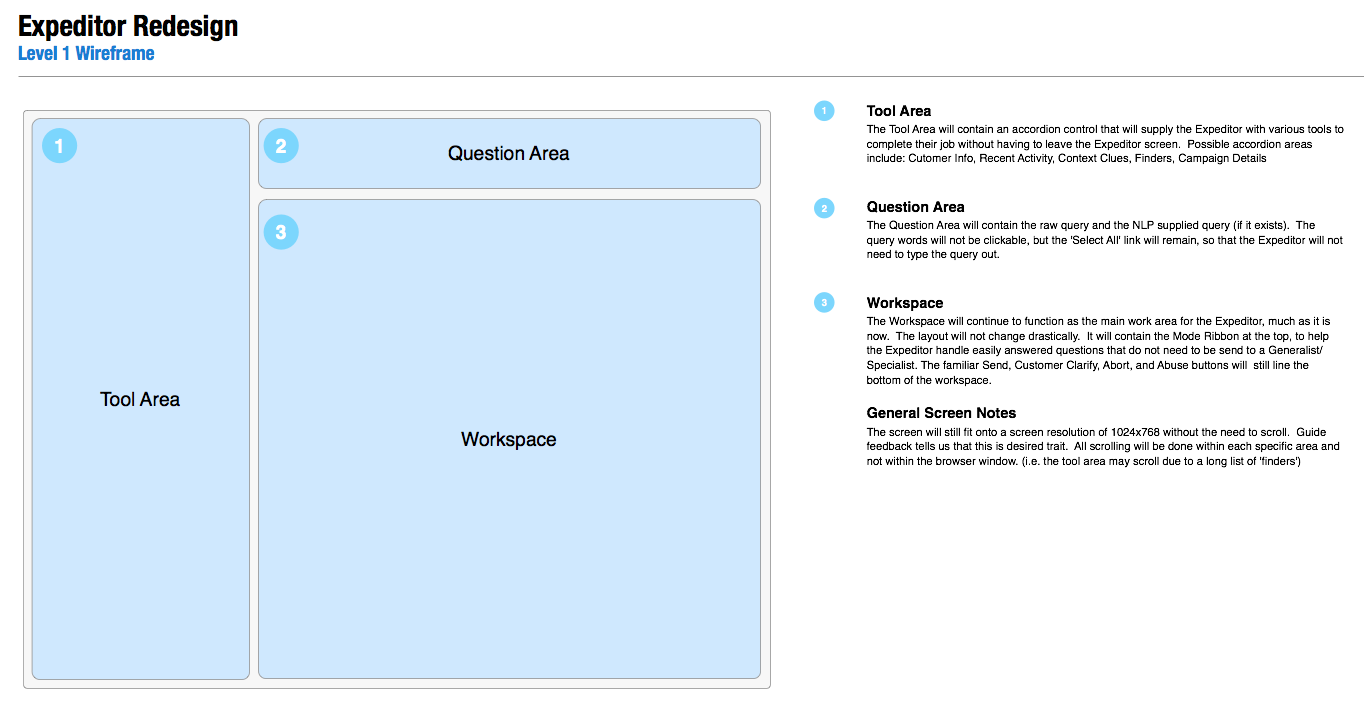 Expeditor Redesign
Level 1 Wireframe
1
Tool Area
2
Question Area
3
Workspace
1
Tool Area
The Tool Area will contain an accordion control that will supply the Expeditor with various tools to
complete their job without having to leave the Expeditor screen.  Possible accordion areas
include: Cutomer Info, Recent Activity, Context Clues, Finders, Campaign Details
2
Question Area
The Question Area will contain the raw query and the NLP supplied query (if it exists).  The
query words will not be clickable, but the 'Select All' link will remain, so that the Expeditor will not
need to type the query out.
3
Workspace
The Workspace will continue to function as the main work area for the Expeditor, much as it is
now.  The layout will not change drastically.  It will contain the Mode Ribbon at the top, to help
the Expeditor handle easily answered questions that do not need to be send to a Generalist/
Specialist. The familiar Send, Customer Clarify, Abort, and Abuse buttons will  still line the
bottom of the workspace.
General Screen Notes
The screen will still fit onto a screen resolution of 1024x768 without the need to scroll.  Guide
feedback tells us that this is desired trait.  All scrolling will be done within each specific area and
not within the browser window. (i.e. the tool area may scroll due to a long list of 'finders')